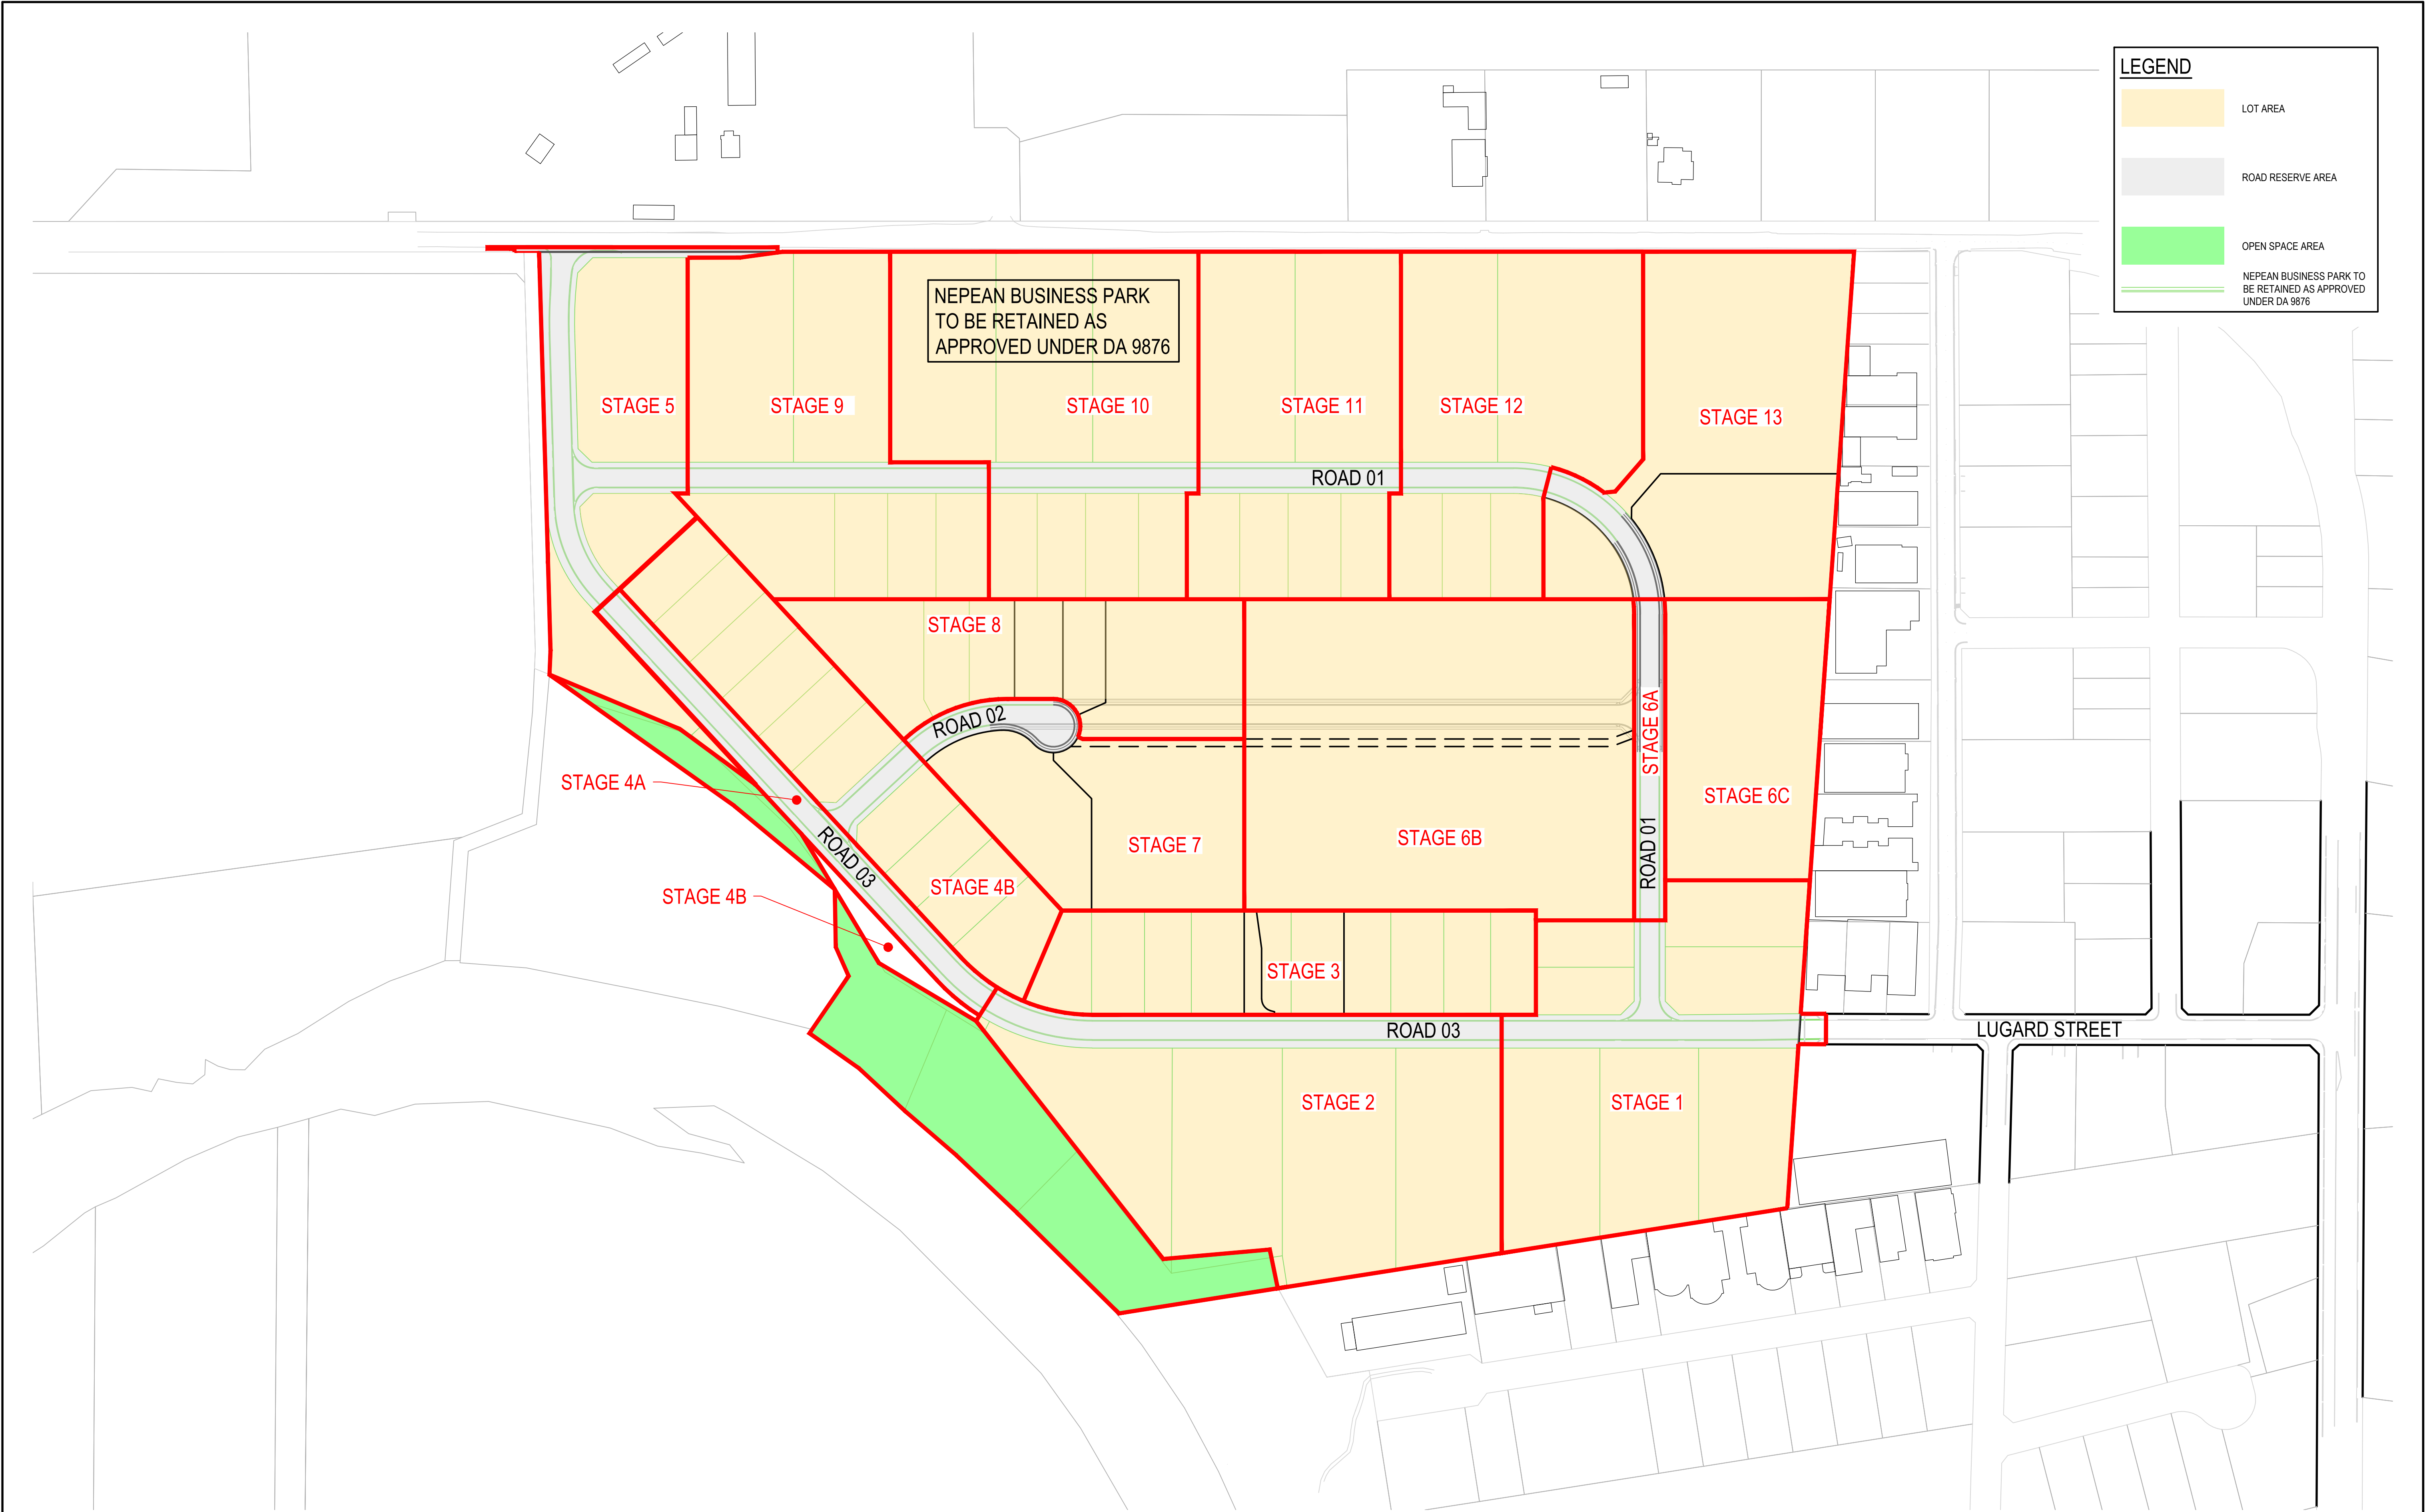 LEGEND
LOT AREA
ROAD RESERVE AREA
OPEN SPACE AREA
NEPEAN BUSINESS PARK TO
BE RETAINED AS APPROVED
UNDER DA 9876
NEPEAN BUSINESS PARK
TO BE RETAINED AS
APPROVED UNDER DA 9876
STAGE 5
STAGE 9
STAGE 10
STAGE 11
STAGE 12
STAGE 13
ROAD 01
STAGE 8
ROAD 02
STAGE 6A
STAGE 4A
STAGE 6C
STAGE 7
STAGE 6B
ROAD 01
ROAD 03
STAGE 4B
STAGE 4B
STAGE 3
ROAD 03
LUGARD STREET
STAGE 2
STAGE 1